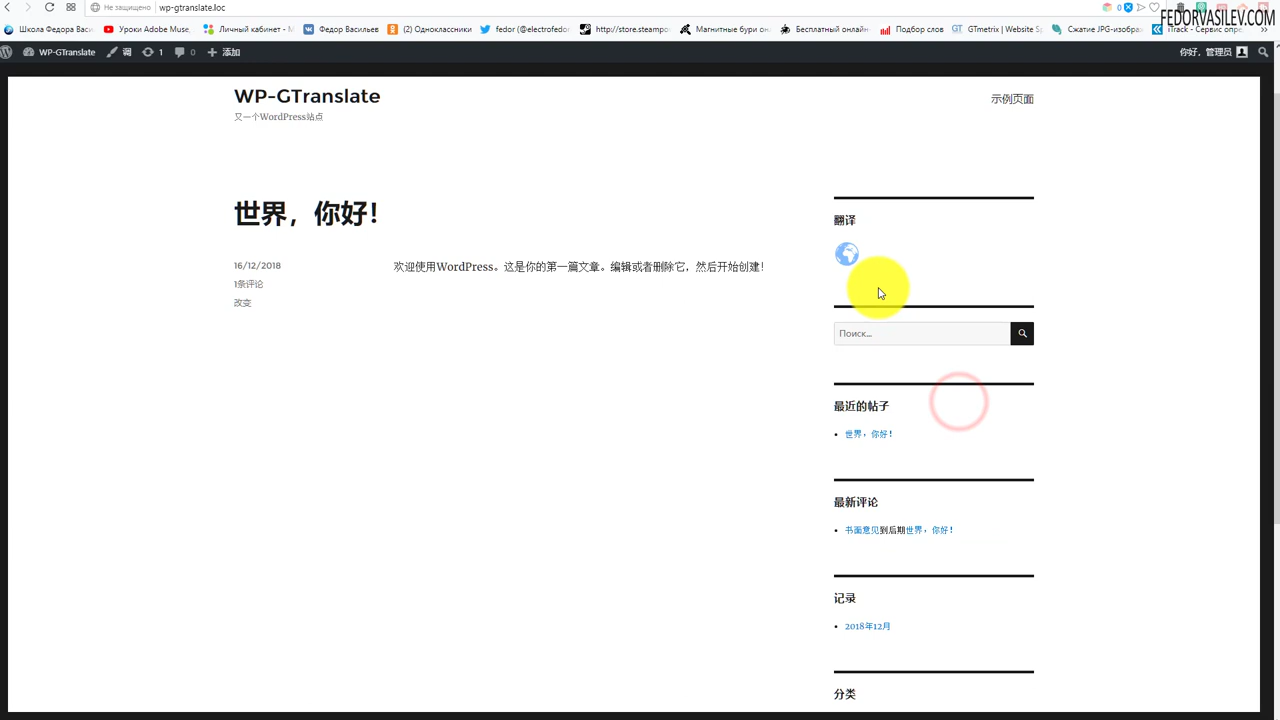 Не защищено
wp-gtranslate.loc
0
FEDORVASILEV.COM
Школа Федора Васи
Уроки Adobe Muse,
Личный кабинет - М
Федор Васильев
(2) Одноклассники
fedor (@electrofedor
http://store.steampo
Магнитные бури он
Бесплатный онлайн
Подбор слов
GT GTmetrix | Website Sp
Сжатие JPG-изображ
iTrack - Сервис опре
WP-GTranslate
调
1
0
添加
你好，管理员
WP-GTranslate
示例页面
又一个WordPress站点
世界，你好！
翻译
16/12/2018
欢迎使用WordPress。这是你的第一篇文章。编辑或者删除它，然后开始创建！
1条评论
改变
Поиск…
最近的帖子
世界，你好！
最新评论
书面意见到后期世界，你好！
记录
2018年12月
分类